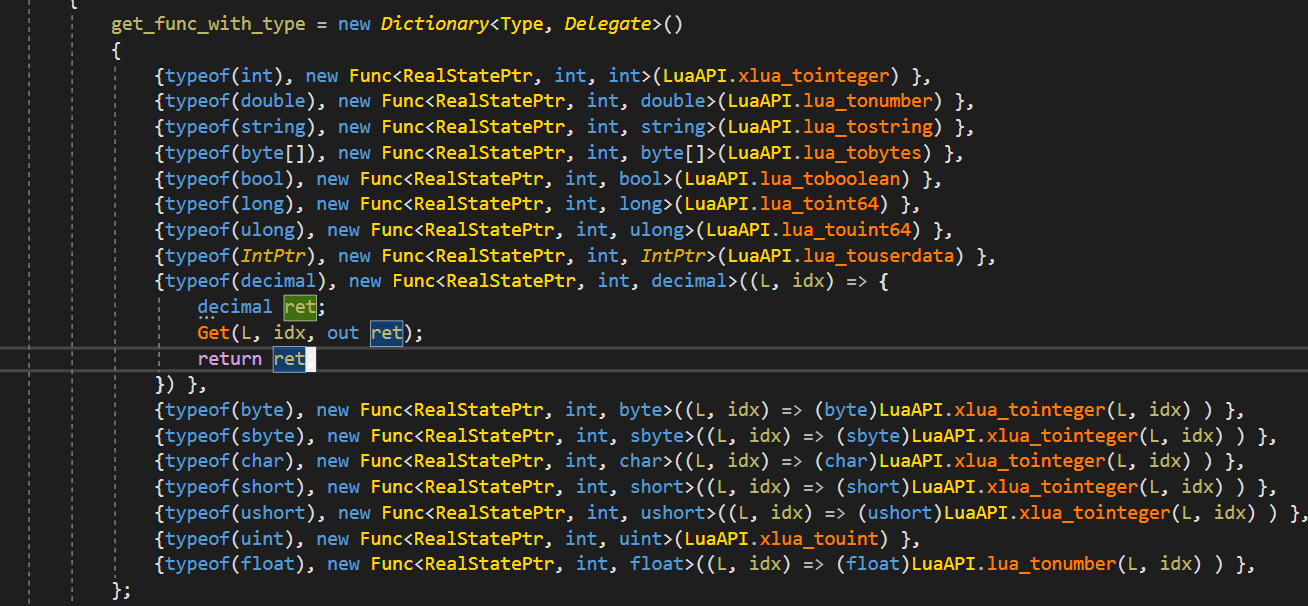 {
get_func_with_type = new Dictionary<Type, Delegate>()
{
{typeof(int), new Func<RealStatePtr, int, int>(LuaAPI.xlua_tointeger) },
{typeof(double), new Func<RealStatePtr, int, double>(LuaAPI.lua_tonumber) },
{typeof(string), new Func<RealStatePtr, int, string>(LuaAPI.lua_tostring) },
{typeof(byte[]), new Func<RealStatePtr, int, byte[]>(LuaAPI.lua_tobytes) },
{typeof(bool), new Func<RealStatePtr, int, bool>(LuaAPI.lua_toboolean) },
{typeof(long), new Func<RealStatePtr, int, long>(LuaAPI.lua_toint64) },
{typeof(ulong), new Func<RealStatePtr, int, ulong>(LuaAPI.lua_touint64) },
{typeof(IntPtr), new Func<RealStatePtr, int, IntPtr>(LuaAPI.lua_touserdata) },
{typeof(decimal), new Func<RealStatePtr, int, decimal>((L, idx) => {
decimal ret;
Get(L, idx, out ret);
return ret;
}) },
{typeof(byte), new Func<RealStatePtr, int, byte>((L, idx) => (byte)LuaAPI.xlua_tointeger(L, idx) ) },
{typeof(sbyte), new Func<RealStatePtr, int, sbyte>((L, idx) => (sbyte)LuaAPI.xlua_tointeger(L, idx) ) },
{typeof(char), new Func<RealStatePtr, int, char>((L, idx) => (char)LuaAPI.xlua_tointeger(L, idx) ) },
{typeof(short), new Func<RealStatePtr, int, short>((L, idx) => (short)LuaAPI.xlua_tointeger(L, idx) ) },
{typeof(ushort), new Func<RealStatePtr, int, ushort>((L, idx) => (ushort)LuaAPI.xlua_tointeger(L, idx) ) },
{typeof(uint), new Func<RealStatePtr, int, uint>(LuaAPI.xlua_touint) },
{typeof(float), new Func<RealStatePtr, int, float>((L, idx) => (float)LuaAPI.lua_tonumber(L, idx) ) },
};